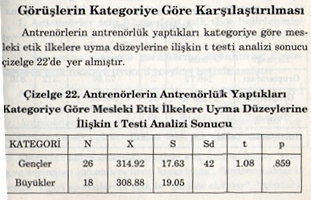 Görüşlerin Kategoriye Göre Karşılaştırılması
Antrenörlerin antrenörlük yaptıkları kategoriye göre mes-
leki etik ilkelere uyma düzeylerine ilişkin t testi analizi sonucu
çizelge 22'de yer almıştır.
Çizelge 22. Antrenörlerin Antrenörlük Yaptıkları
Kategoriye Göre Mesleki Etik İlkelere Uyma Düzeylerine
İlişkin t Testi Analizi Sonucu
KATEGORİ N X S Sd t p
Gençler 26 314.92 17.63 42 1.08 .859
Büyükler 18 308.88 19.05